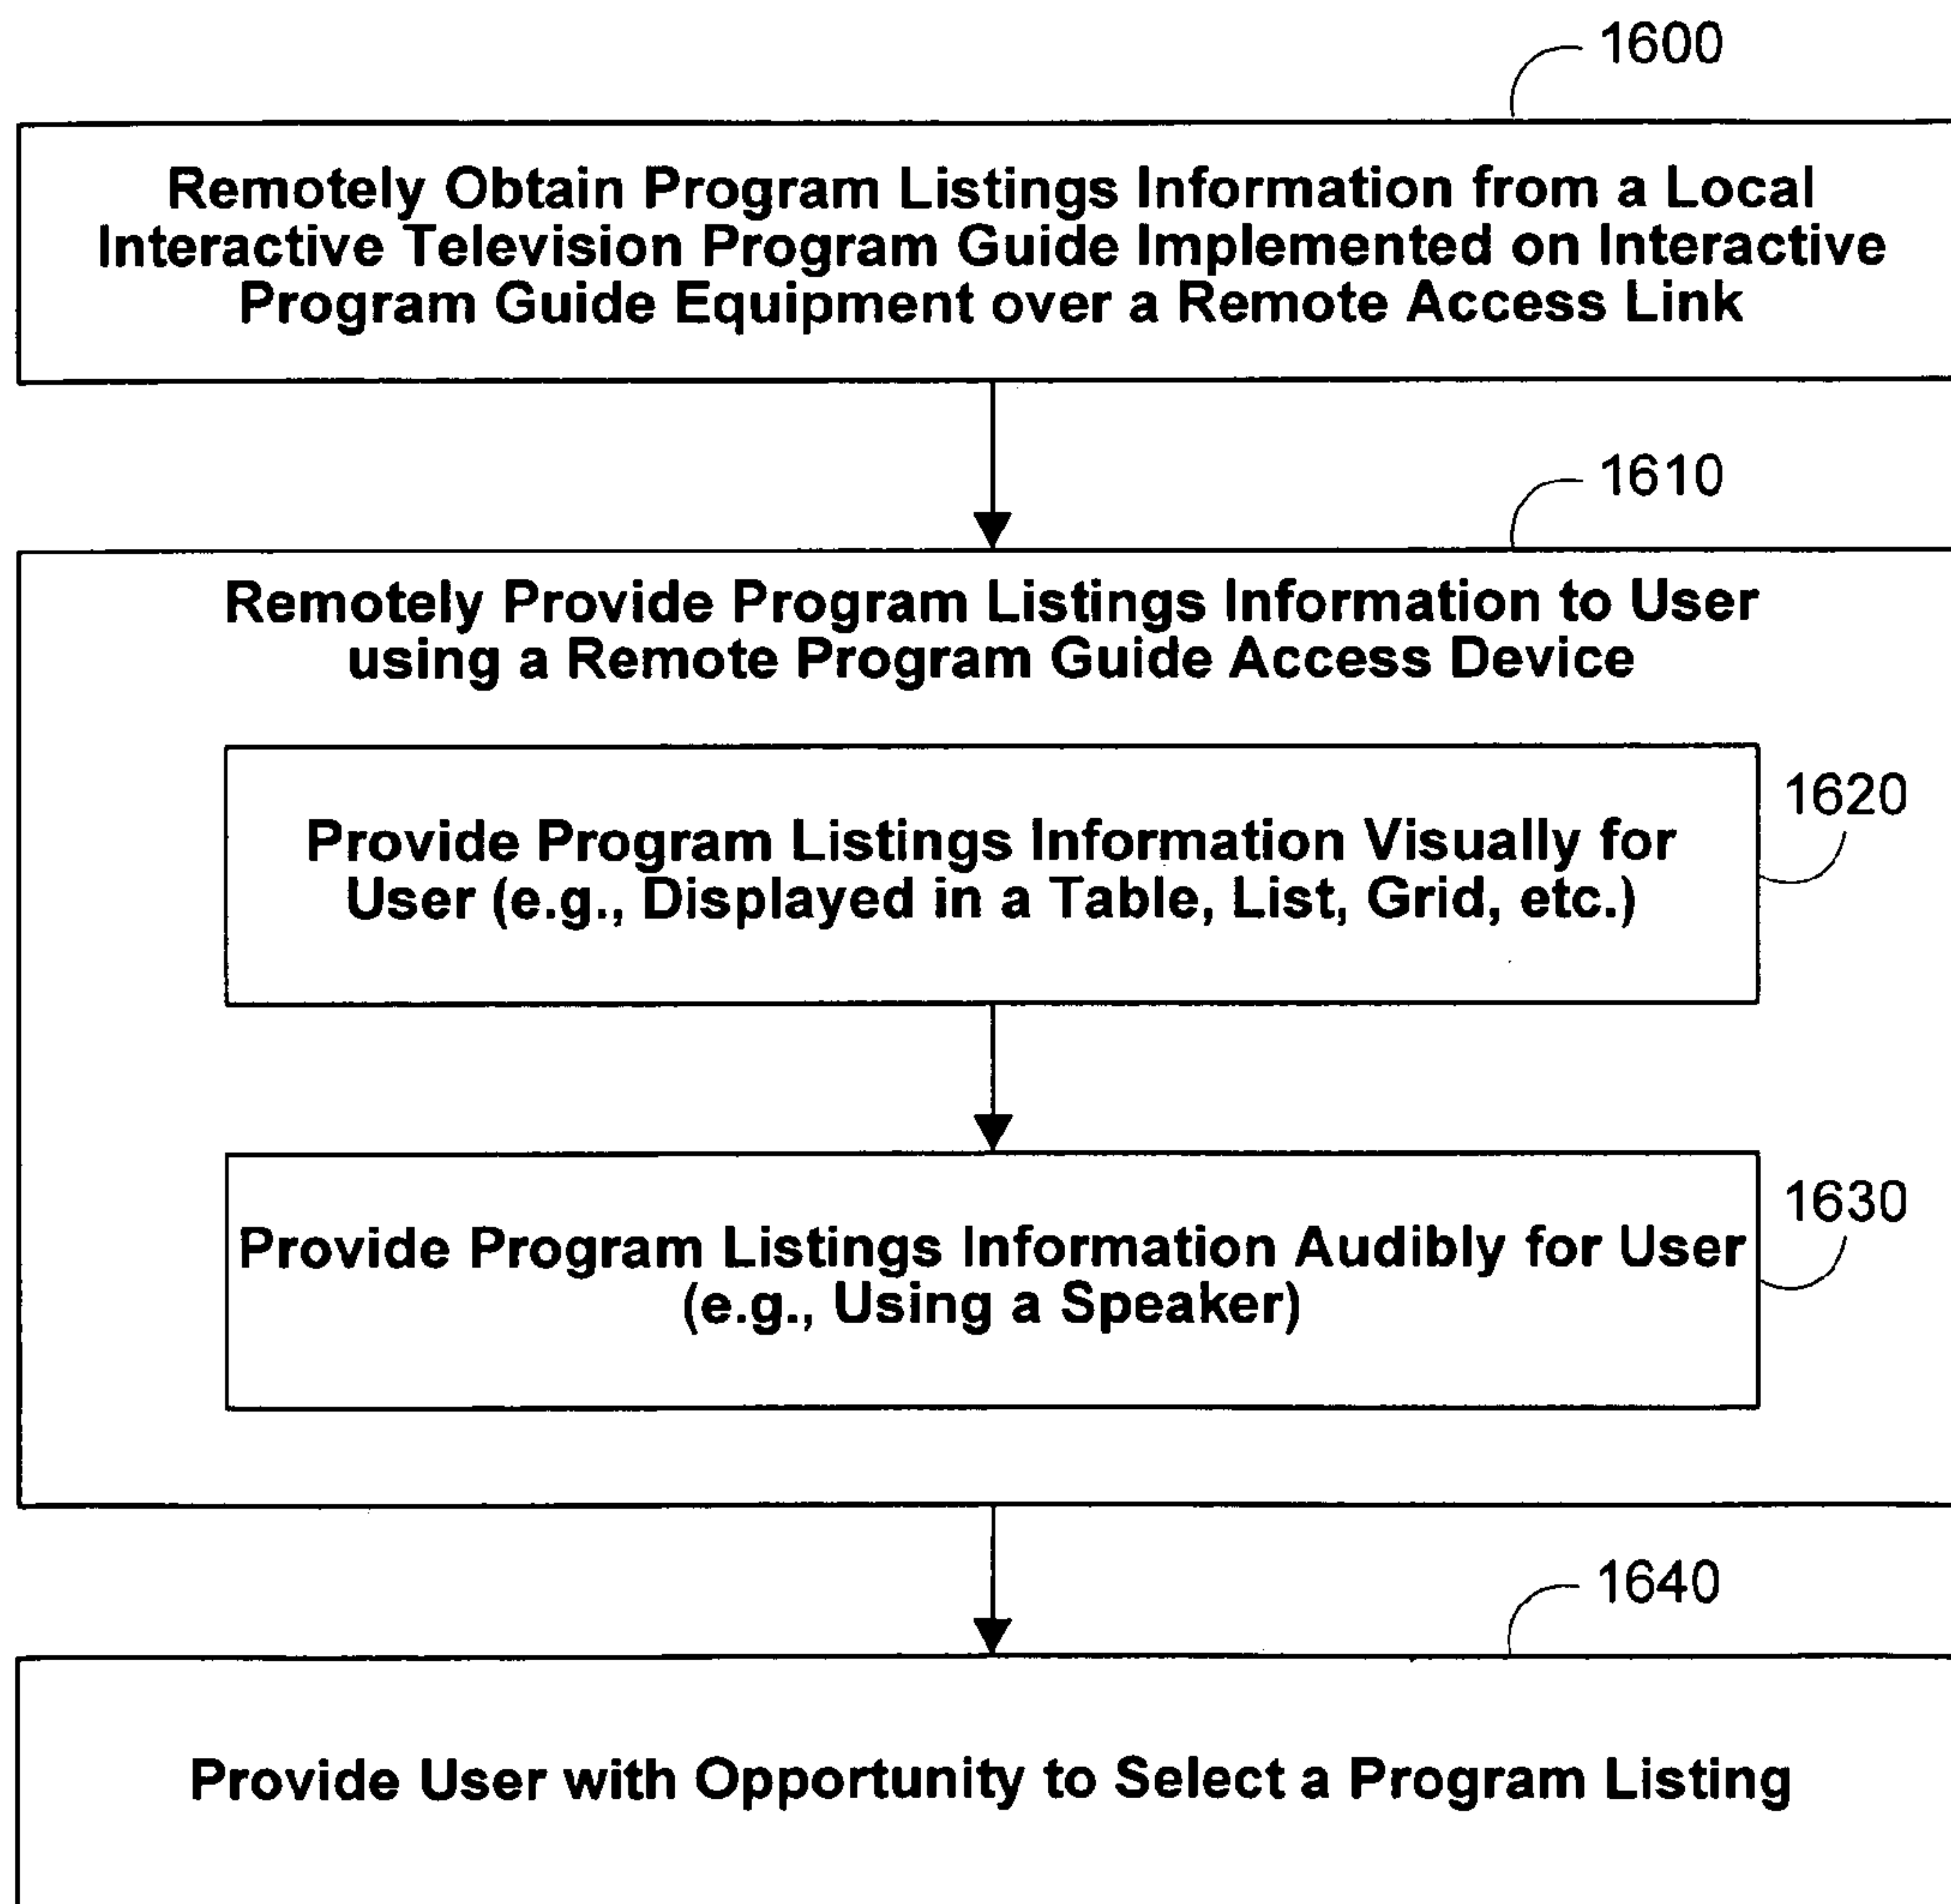 1600
Remotely Obtain Program Listings Information from a Local
Interactive Television Program Guide Implemented on Interactive
Program Guide Equipment over a Remote Access Link
1610
Remotely Provide Program Listings Information to User
using a Remote Program Guide Access Device
1620
Provide Program Listings Information Visually for
User (e.g., Displayed in a Table, List, Grid, etc.)
1630
Provide Program Listings Information Audibly for User
(e.g., Using a Speaker)
1640
Provide User with Opportunity to Select a Program Listing